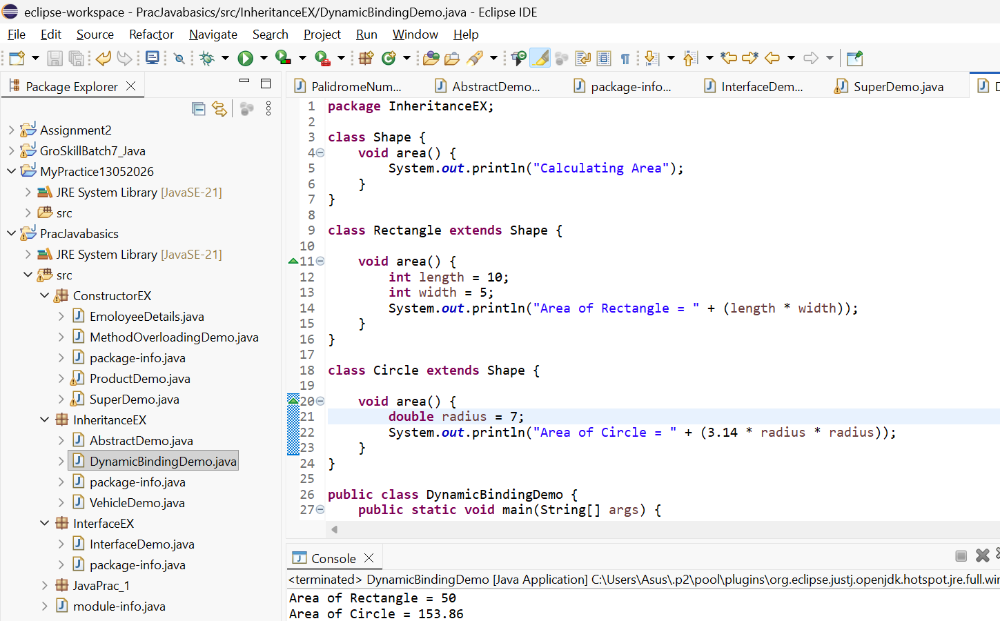 eclipse-workspace - PracJavabasics/src/InheritanceEX/DynamicBindingDemo.java - Eclipse IDE
File Edit Source Refactor Navigate Search Project Run Window Help
Package Explorer
Assignment2
GroSkillBatch7_Java
MyPractice13052026
JRE System Library [JavaSE-21]
src
PracJavabasics
JRE System Library [JavaSE-21]
src
ConstructorEX
EmoloyeeDetails.java
MethodOverloadingDemo.java
package-info.java
ProductDemo.java
SuperDemo.java
InheritanceEX
AbstractDemo.java
DynamicBindingDemo.java
package-info.java
VehicleDemo.java
InterfaceEX
InterfaceDemo.java
package-info.java
JavaPrac_1
module-info.java
PalidromeNum... AbstractDemo... package-info... InterfaceDem... SuperDemo.java D
1 package InheritanceEX;
2
3 class Shape {
4 void area() {
5 System.out.println("Calculating Area");
6 }
7 }
8
9 class Rectangle extends Shape {
10
11 void area() {
12 int length = 10;
13 int width = 5;
14 System.out.println("Area of Rectangle = " + (length * width));
15 }
16 }
17
18 class Circle extends Shape {
19
20 void area() {
21 double radius = 7;
22 System.out.println("Area of Circle = " + (3.14 * radius * radius));
23 }
24 }
25
26 public class DynamicBindingDemo {
27 public static void main(String[] args) {
Console
<terminated> DynamicBindingDemo [Java Application] C:\Users\Asus\.p2\pool\plugins\org.eclipse.justj.openjdk.hotspot.jre.full.win
Area of Rectangle = 50
Area of Circle = 153.86